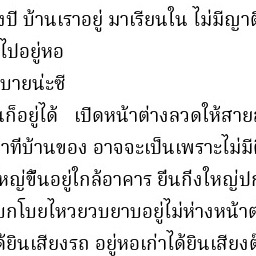 งปี บ้านเราอยู่ มาเรียนใน ไม่มีญาติ
ไปอยู่หอ
บายน่ะซี
นก็อยู่ได้ เปิดหน้าต่างลวดให้สาย
าทีบ้านของ อาจจะเป็นเพราะไม่มี
หญ่ขึ้นอยู่ใกล้อาคาร ยืนกิ่งใหญ่ป
บกโบยไหวยวบยาบอยู่ไม่ห่างหน้าต
ด้ยินเสียงรถ อยู่หอเก่าได้ยินเสียง